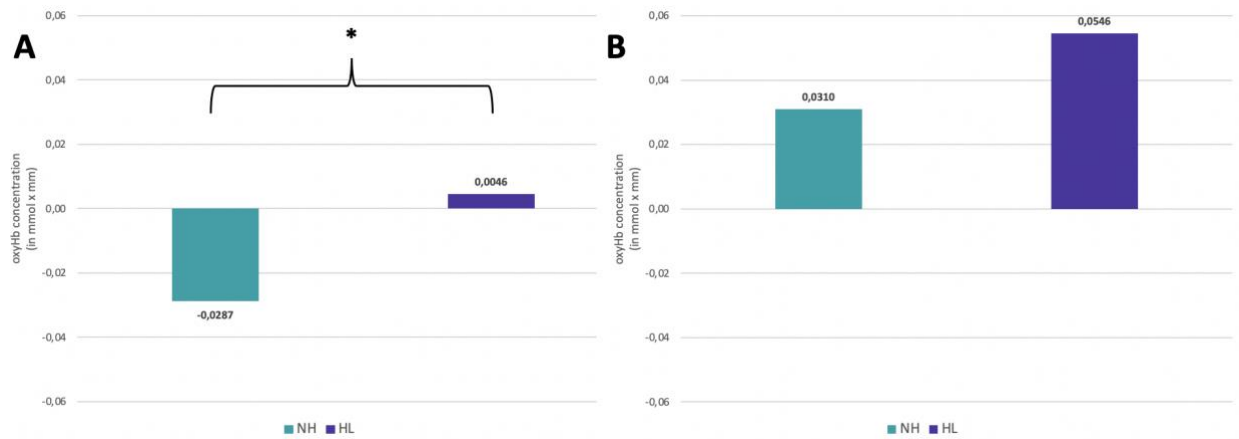 A
0,06
0,04
0,02
0,00
-0,02
-0,04
-0,06
oxyHb concentration
(in mmol x mm)
*
-0,0287
0,0046
NH HL
B
0,06
0,04
0,02
0,00
-0,02
-0,04
-0,06
oxyHb concentration
(in mmol x mm)
0,0310
0,0546
NH HL